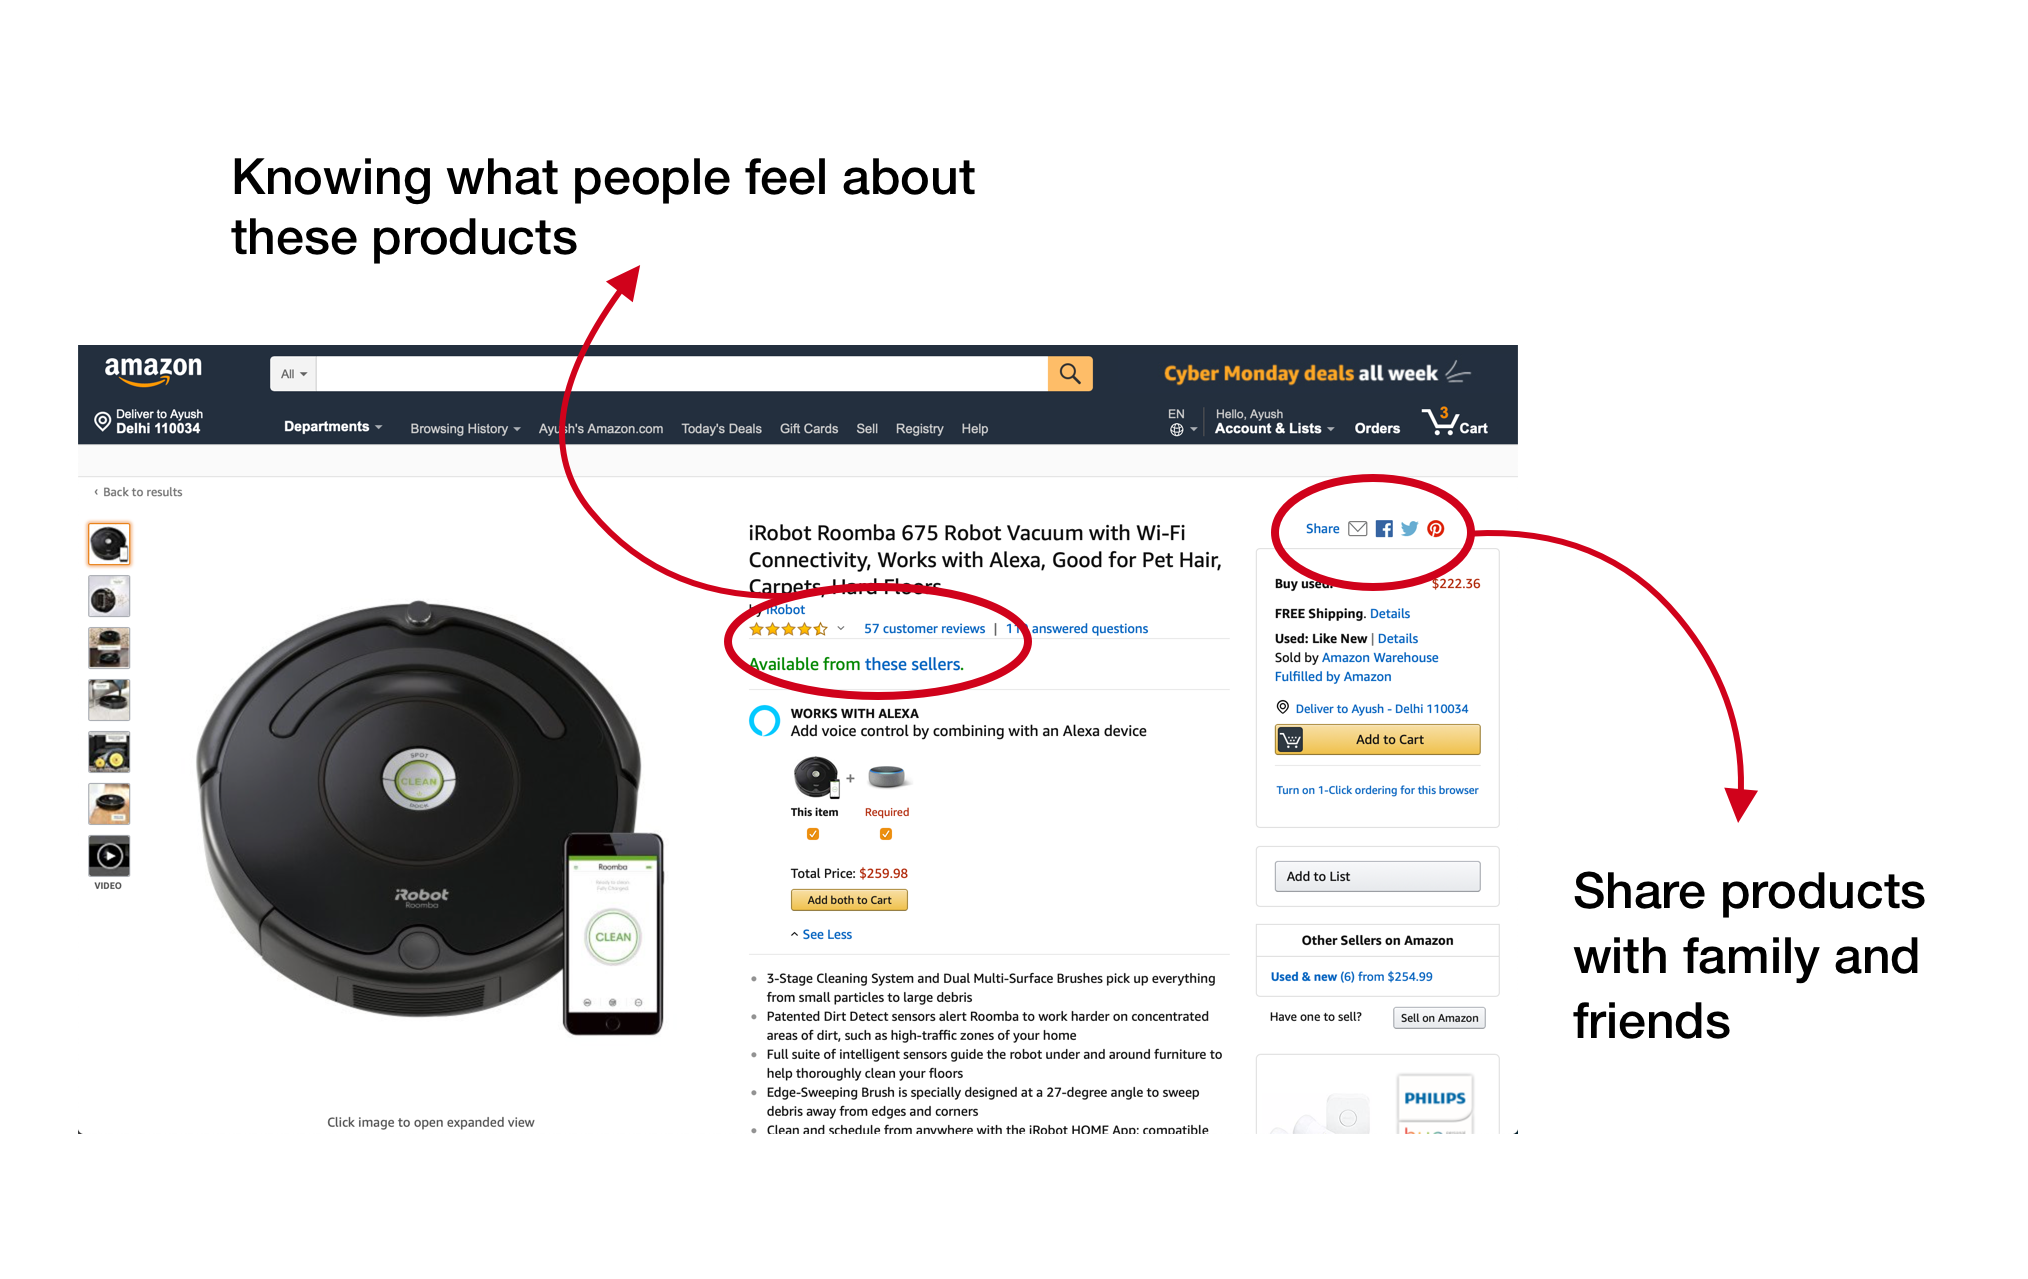 Knowing what people feel about
these products
amazon
All
Cyber Monday deals all week
Deliver to Ayush
Delhi 110034
Departments
Browsing History
Ayush's Amazon.com
Today's Deals
Gift Cards
Sell
Registry
Help
EN
Hello, Ayush
Account & Lists
Orders
3
Cart
‹ Back to results
VIDEO
SPOT
CLEAN
DOCK
iRobot
Roomba
Roomba
CLEAN
Click image to open expanded view
iRobot Roomba 675 Robot Vacuum with Wi-Fi
Connectivity, Works with Alexa, Good for Pet Hair,
Carpets, Hard Floors
by iRobot
57 customer reviews | answered questions
Available from these sellers.
WORKS WITH ALEXA
Add voice control by combining with an Alexa device
+
This item
Required
Total Price: $259.98
Add both to Cart
See Less
• 3-Stage Cleaning System and Dual Multi-Surface Brushes pick up everything
from small particles to large debris
• Patented Dirt Detect sensors alert Roomba to work harder on concentrated
areas of dirt, such as high-traffic zones of your home
• Full suite of intelligent sensors guide the robot under and around furniture to
help thoroughly clean your floors
• Edge-Sweeping Brush is specially designed at a 27-degree angle to sweep
debris away from edges and corners
• Clean and schedule from anywhere with the iRobot HOME App; compatible
Share
Buy used: $222.36
FREE Shipping. Details
Used: Like New | Details
Sold by Amazon Warehouse
Fulfilled by Amazon
Deliver to Ayush - Delhi 110034
Add to Cart
Turn on 1-Click ordering for this browser
Add to List
Other Sellers on Amazon
Used & new (6) from $254.99
Have one to sell?
Sell on Amazon
PHILIPS
Share products
with family and
friends